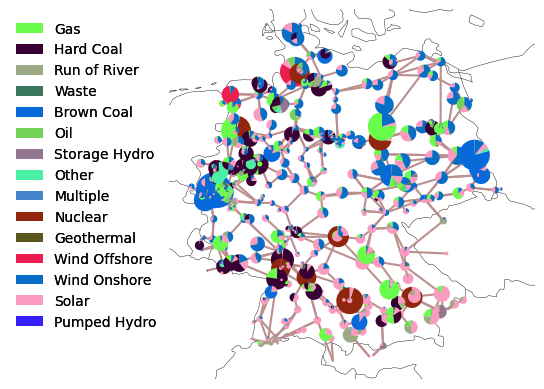 Gas
Hard Coal
Run of River
Waste
Brown Coal
Oil
Storage Hydro
Other
Multiple
Nuclear
Geothermal
Wind Offshore
Wind Onshore
Solar
Pumped Hydro